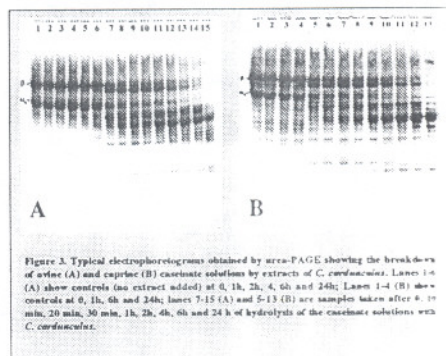 1 2 3 4 5 6 7 8 9 10 11 12 13 14 15
1 2 3 4 5 6 7 8 9 10 11 12 13
A
B
Figure 3. Typical electrophoretograms obtained by urea-PAGE showing the breakdown
of ovine (A) and caprine (B) caseinate solutions by extracts of C. cardunculus. Lanes 1-6
(A) show controls (no extract added) at 0, 1h, 2h, 4, 6h and 24h; Lanes 1-4 (B) show
controls at 0, 1h, 6h and 24h; lanes 7-15 (A) and 5-13 (B) are samples taken after 0, 10
min, 20 min, 30 min, 1h, 2h, 4h, 6h and 24 h of hydrolysis of the caseinate solutions with
C. cardunculus.